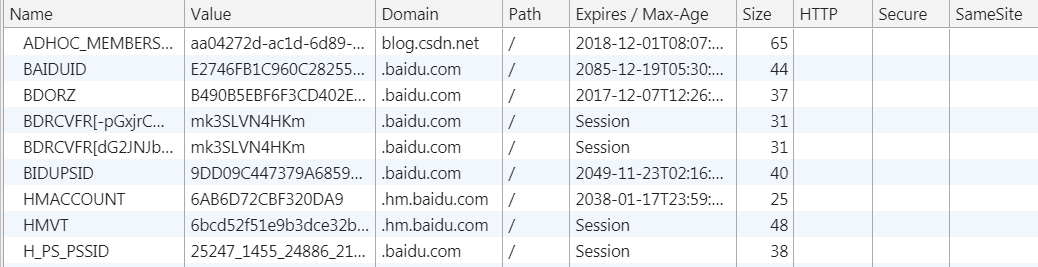 Name Value Domain Path Expires / Max-Age Size HTTP Secure SameSite
ADHOC_MEMBERS... aa04272d-ac1d-6d89-... blog.csdn.net / 2018-12-01T08:07:... 65
BAIDUID E2746FB1C960C28255... .baidu.com / 2085-12-19T05:30:... 44
BDORZ B490B5EBF6F3CD402E... .baidu.com / 2017-12-07T12:26:... 37
BDRCVFR[-pGxjrC... mk3SLVN4HKm .baidu.com / Session 31
BDRCVFR[dG2JNJb... mk3SLVN4HKm .baidu.com / Session 31
BIDUPSID 9DD09C447379A6859... .baidu.com / 2049-11-23T02:16:... 40
HMACCOUNT 6AB6D72CBF320DA9 .hm.baidu.com / 2038-01-17T23:59:... 25
HMVT 6bcd52f51e9b3dce32b... .hm.baidu.com / Session 48
H_PS_PSSID 25247_1455_24886_21... .baidu.com / Session 38